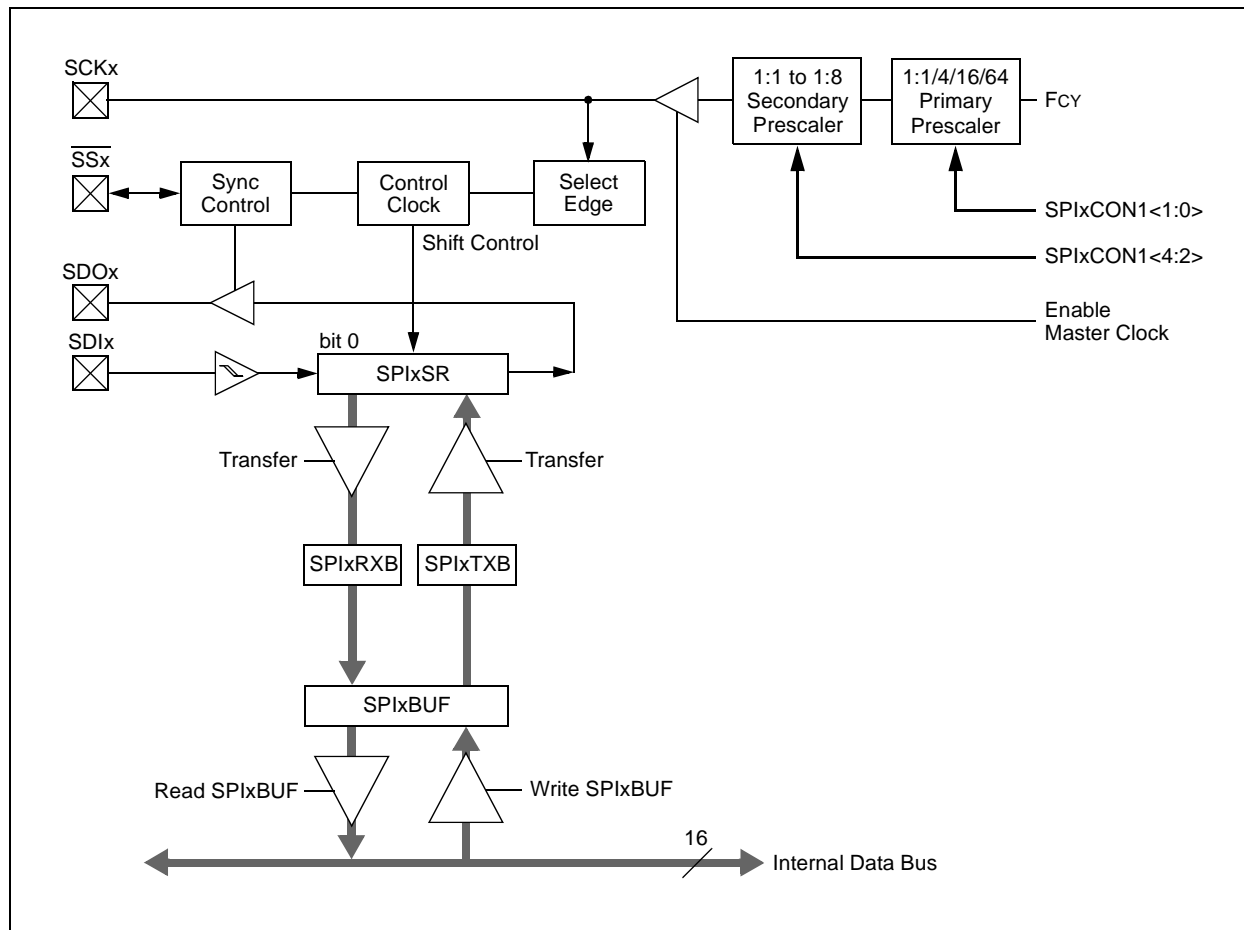 SCKx
1:1 to 1:8
Secondary
Prescaler
1:1/4/16/64
Primary
Prescaler
FCY
SSx
Sync
Control
Control
Clock
Select
Edge
Shift Control
SPIxCON1<1:0>
SPIxCON1<4:2>
SDOx
Enable
Master Clock
SDIx
bit 0
SPIxSR
Transfer
Transfer
SPIxRXB
SPIxTXB
SPIxBUF
Read SPIxBUF
Write SPIxBUF
16
Internal Data Bus